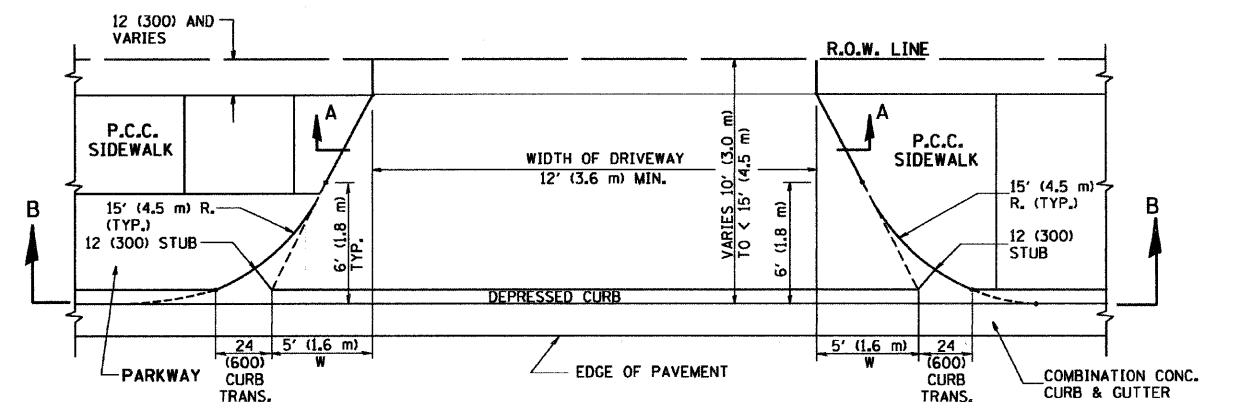 12 (300) AND
VARIES
R.O.W. LINE
A
A
P.C.C.
SIDEWALK
P.C.C.
SIDEWALK
WIDTH OF DRIVEWAY
12' (3.6 m) MIN.
VARIES 10' (3.0 m)
TO < 15' (4.5 m)
B
15' (4.5 m) R.
(TYP.)
12 (300) STUB
6' (1.8 m)
TYP.
6' (1.8 m)
15' (4.5 m)
R. (TYP.)
12 (300)
STUB
B
DEPRESSED CURB
24
(600)
CURB
TRANS.
5' (1.6 m)
W
5' (1.6 m)
W
24
(600)
CURB
TRANS.
PARKWAY
EDGE OF PAVEMENT
COMBINATION CONC.
CURB & GUTTER